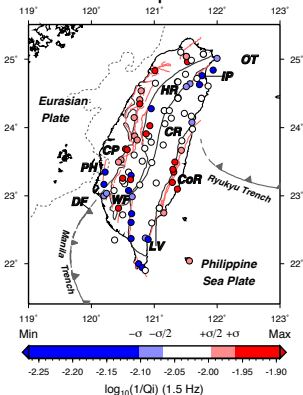 119° 120° 121° 122° 123°
25°
24°
23°
22°
OT
IP
HR
Eurasian
Plate
CR
CP
PH
CoR
Ryukyu Trench
DF
WF
LV
Manila
Trench
Philippine
Sea Plate
119° 120° 121° 122° 123°
Min −σ −σ/2 +σ/2 +σ Max
-2.25 -2.20 -2.15 -2.10 -2.05 -2.00 -1.95 -1.90
log10(1/Qi) (1.5 Hz)